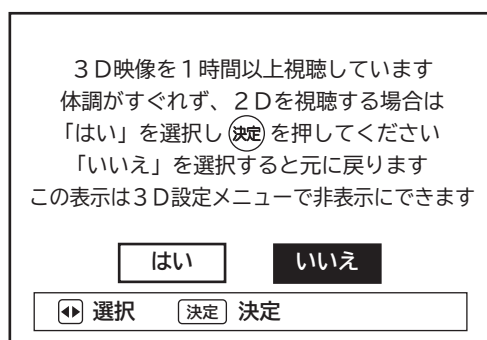 ３Ｄ映像を１時間以上視聴しています
体調がすぐれず、２Ｄを視聴する場合は
「はい」を選択し決定を押してください
「いいえ」を選択すると元に戻ります
この表示は３Ｄ設定メニューで非表示にできます
はい いいえ
選択 決定 決定